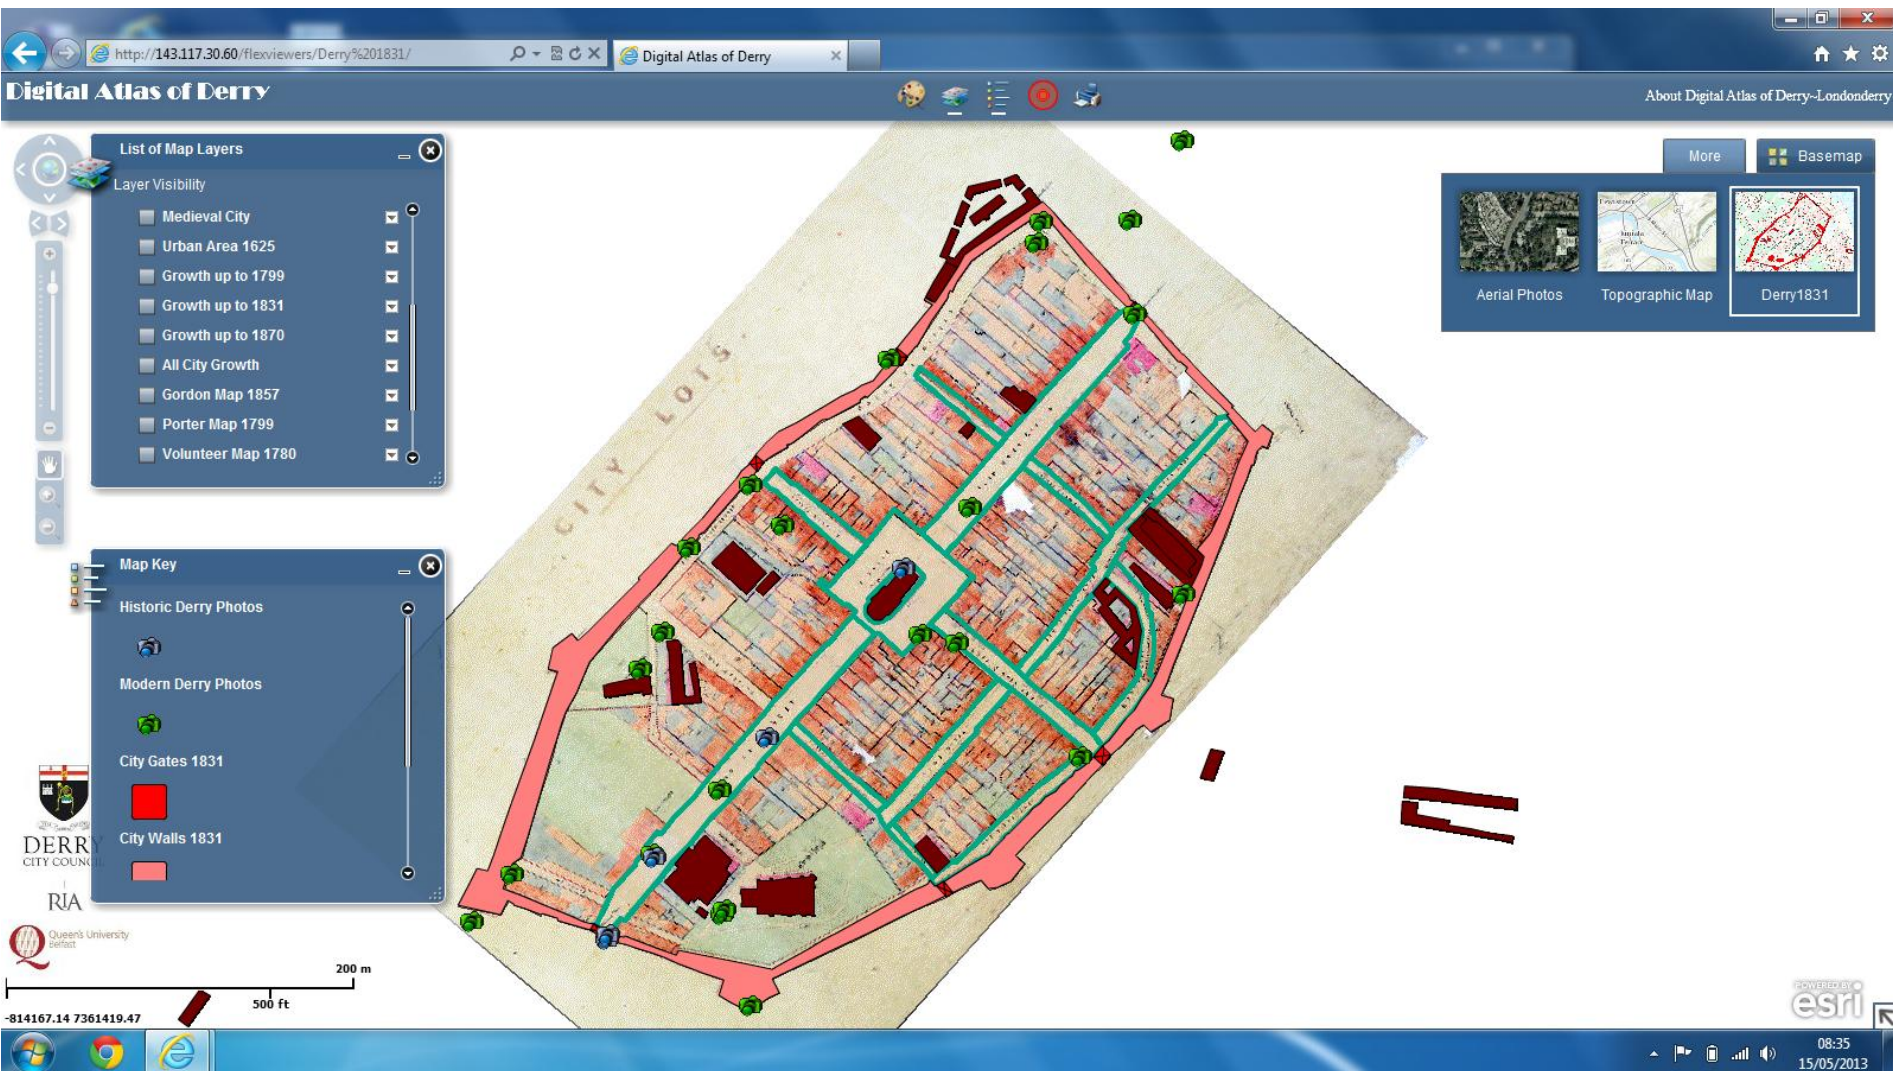 http://143.117.30.60/flexviewers/Derry%201831/
Digital Atlas of Derry
Digital Atlas of Derry
About Digital Atlas of Derry~Londonderry
List of Map Layers
Layer Visibility
Medieval City
Urban Area 1625
Growth up to 1799
Growth up to 1831
Growth up to 1870
All City Growth
Gordon Map 1857
Porter Map 1799
Volunteer Map 1780
More
Basemap
Aerial Photos
Topographic Map
Derry1831
CITY LOTS.
Map Key
Historic Derry Photos
Modern Derry Photos
City Gates 1831
City Walls 1831
DERRY
CITY COUNCIL
RIA
Queen's University
Belfast
200 m
500 ft
-814167.14 7361419.47
POWERED BY
esri
08:35
15/05/2013